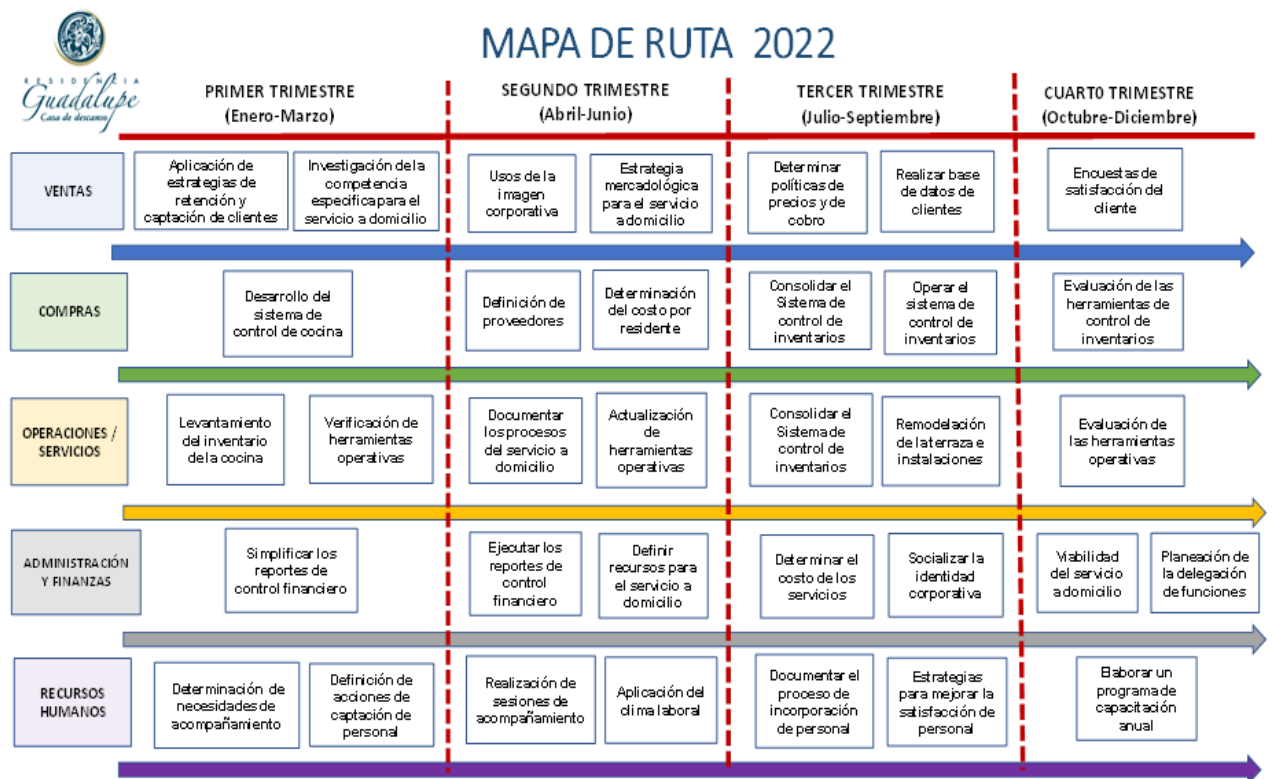 MAPA DE RUTA 2022
RESIDENCIA
Guadalupe
Casa de descanso
PRIMER TRIMESTRE
(Enero-Marzo)
SEGUNDO TRIMESTRE
(Abril-Junio)
TERCER TRIMESTRE
(Julio-Septiembre)
CUARTO TRIMESTRE
(Octubre-Diciembre)
VENTAS
Aplicación de
estrategias de
retención y
captación de clientes
Investigación de la
competencia
especifica para el
servicio a domicilio
Usos de la
imagen
corporativa
Estrategia
mercadológica
para el servicio
a domicilio
Determinar
políticas de
precios y de
cobro
Realizar base
de datos de
clientes
Encuestas de
satisfacción del
cliente
COMPRAS
Desarrollo del
sistema de
control de cocina
Definición de
proveedores
Determinación
del costo por
residente
Consolidar el
Sistema de
control de
inventarios
Operar el
sistema de
control de
inventarios
Evaluación de las
herramientas de
control de
inventarios
OPERACIONES /
SERVICIOS
Levantamiento
del inventario
de la cocina
Verificación de
herramientas
operativas
Documentar
los procesos
del servicio a
domicilio
Actualización
de
herramientas
operativas
Consolidar el
Sistema de
control de
inventarios
Remodelación
de la terraza e
instalaciones
Evaluación de
las herramientas
operativas
ADMINISTRACIÓN
Y FINANZAS
Simplificar los
reportes de
control financiero
Ejecutar los
reportes de
control
financiero
Definir
recursos para
el servicio a
domicilio
Determinar el
costo de los
servicios
Socializar la
identidad
corporativa
Viabilidad
del servicio
a domicilio
Planeación de
la delegación
de funciones
RECURSOS
HUMANOS
Determinación de
necesidades de
acompañamiento
Definición de
acciones de
captación de
personal
Realización de
sesiones de
acompañamiento
Aplicación del
clima laboral
Documentar el
proceso de
incorporación
de personal
Estrategias
para mejorar la
satisfacción de
personal
Elaborar un
programa de
capacitación
anual